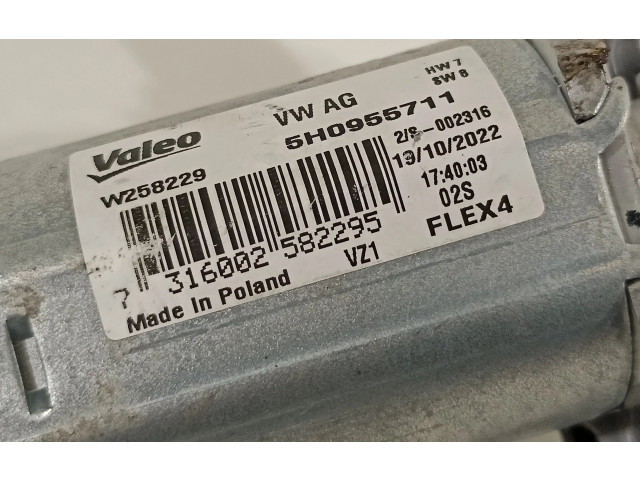 Valeo
VW AG
HW 7
SW 8
W258229
5H0955711
2/S-002316
19/10/2022
17:40:03
02S
7 316002 582295
VZ1
FLEX4
Made In Poland